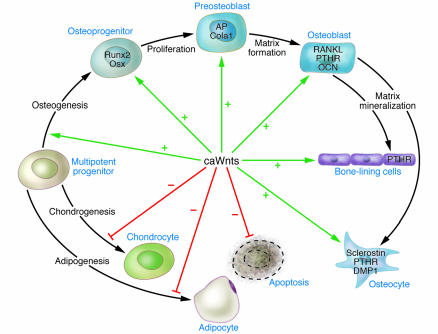 Preosteoblast
Osteoprogenitor
AP
Cola1
Osteoblast
Runx2
Osx
Proliferation
Matrix
formation
RANKL
PTHR
OCN
Osteogenesis
Matrix
mineralization
+
+
+
+
+
+
caWnts
Multipotent
progenitor
PTHR
Bone-lining cells
–
–
–
Chondrogenesis
Chondrocyte
Adipogenesis
Sclerostin
PTHR
DMP1
Apoptosis
Osteocyte
Adipocyte